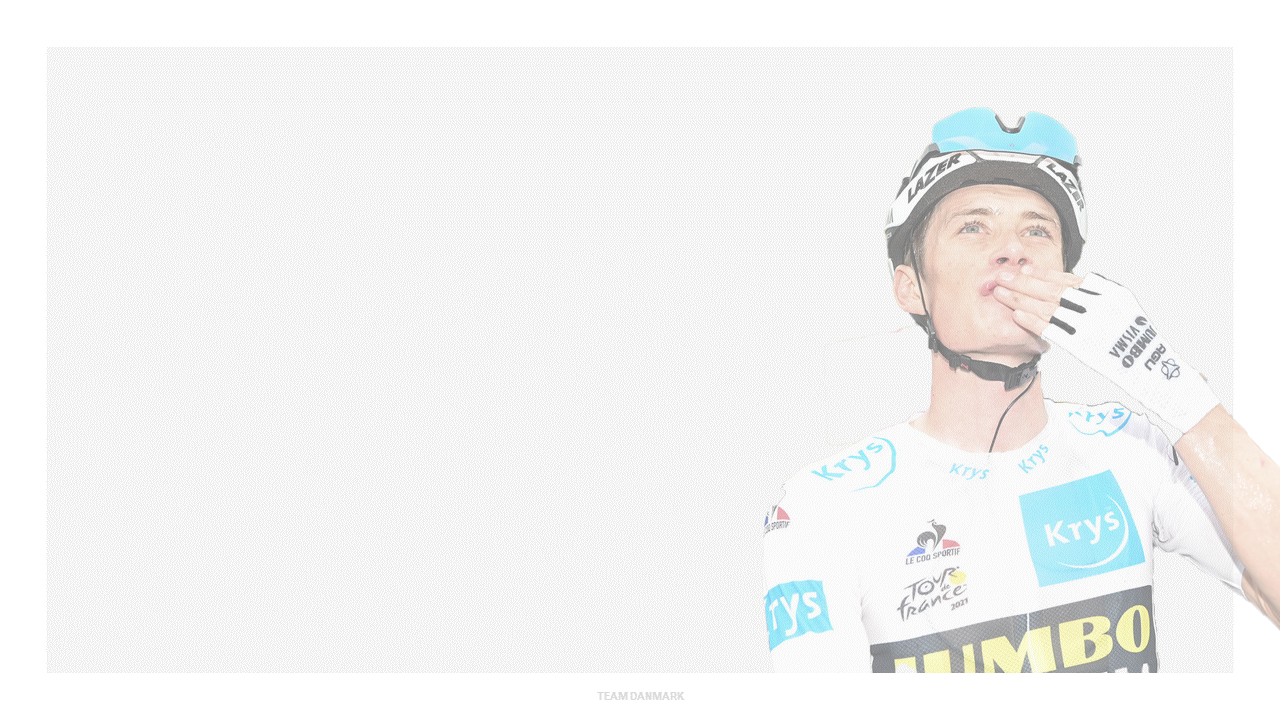 LAZER
LAZER
VISMA
JUMBO
AGU
Krys
Krys
Krys
Krys
Krys
LE COQ SPORTIF
TOUR
de
france
2021
rys
JUMBO
TEAM DANMARK